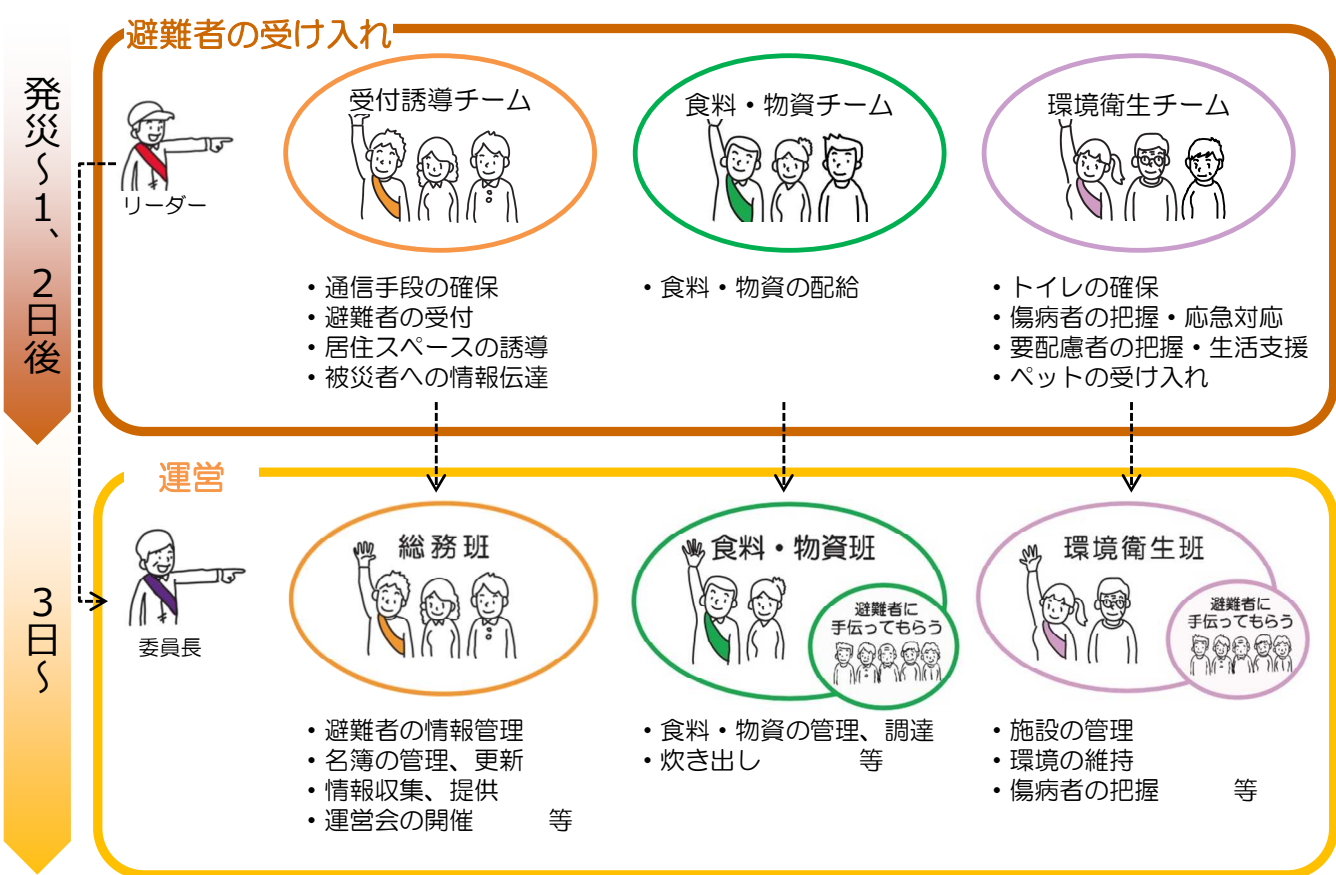 避難者の受け入れ
発災～1、2日後
リーダー
受付誘導チーム
・通信手段の確保
・避難者の受付
・居住スペースの誘導
・被災者への情報伝達
食料・物資チーム
・食料・物資の配給
環境衛生チーム
・トイレの確保
・傷病者の把握・応急対応
・要配慮者の把握・生活支援
・ペットの受け入れ
運営
3日～
委員長
総務班
・避難者の情報管理
・名簿の管理、更新
・情報収集、提供
・運営会の開催　　　等
食料・物資班
避難者に
手伝ってもらう
・食料・物資の管理、調達
・炊き出し　　　　等
環境衛生班
避難者に
手伝ってもらう
・施設の管理
・環境の維持
・傷病者の把握　　　等